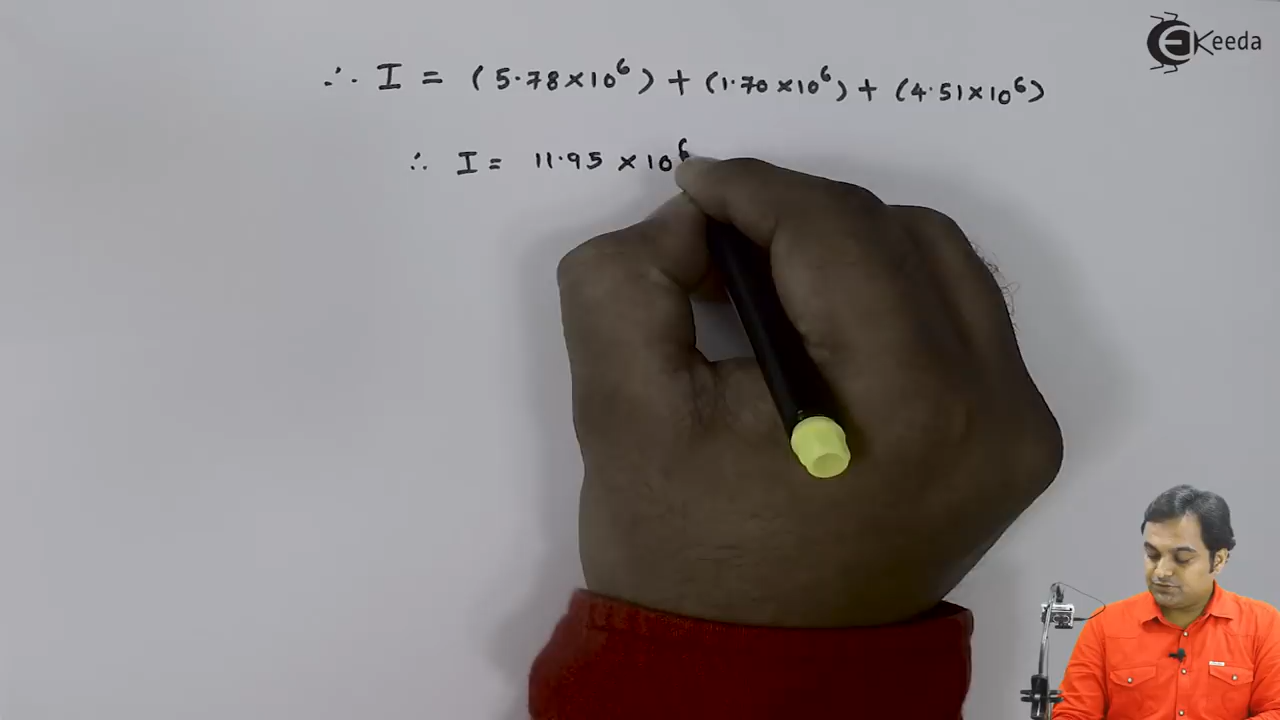 EKeeda
∴ I = (5.78×10⁶) + (1.70×10⁶) + (4.51×10⁶)
∴ I = 11.95 ×10⁶